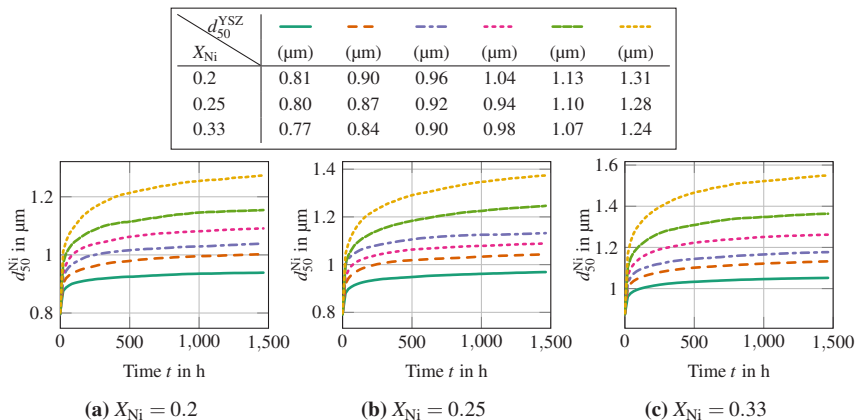 d₅₀^YSZ
X_Ni (μm) (μm) (μm) (μm) (μm) (μm)
0.2 0.81 0.90 0.96 1.04 1.13 1.31
0.25 0.80 0.87 0.92 0.94 1.10 1.28
0.33 0.77 0.84 0.90 0.98 1.07 1.24
d₅₀^Ni in μm
1.2
1
0.8
0 500 1,000 1,500
Time t in h
(a) X_Ni = 0.2
d₅₀^Ni in μm
1.4
1.2
1
0.8
0 500 1,000 1,500
Time t in h
(b) X_Ni = 0.25
d₅₀^Ni in μm
1.6
1.4
1.2
1
0 500 1,000 1,500
Time t in h
(c) X_Ni = 0.33